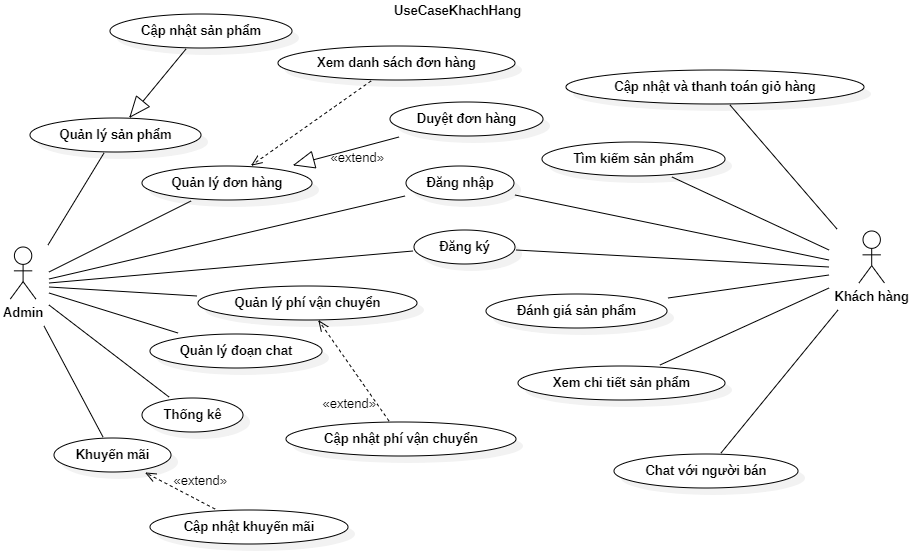 UseCaseKhachHang
Cập nhật sản phẩm
Xem danh sách đơn hàng
Cập nhật và thanh toán giỏ hàng
Duyệt đơn hàng
Quản lý sản phẩm
«extend»
Tìm kiếm sản phẩm
Quản lý đơn hàng
Đăng nhập
Đăng ký
Admin
Khách hàng
Quản lý phí vận chuyển
Đánh giá sản phẩm
Quản lý đoạn chat
Xem chi tiết sản phẩm
«extend»
Thống kê
Cập nhật phí vận chuyển
Khuyến mãi
Chat với người bán
«extend»
Cập nhật khuyến mãi